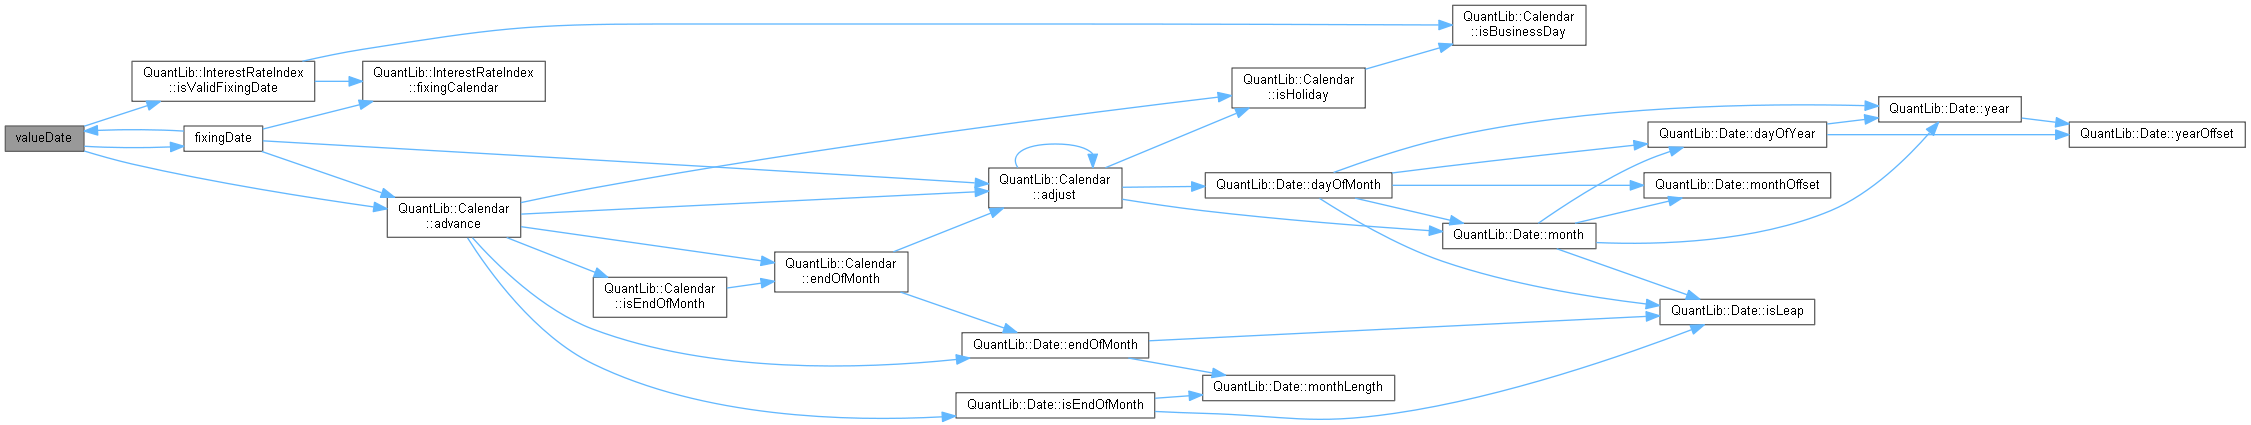 valueDate
QuantLib::InterestRateIndex
::isValidFixingDate
fixingDate
QuantLib::InterestRateIndex
::fixingCalendar
QuantLib::Calendar
::advance
QuantLib::Calendar
::isEndOfMonth
QuantLib::Calendar
::endOfMonth
QuantLib::Date::endOfMonth
QuantLib::Date::isEndOfMonth
QuantLib::Calendar
::adjust
QuantLib::Calendar
::isHoliday
QuantLib::Calendar
::isBusinessDay
QuantLib::Date::dayOfMonth
QuantLib::Date::monthLength
QuantLib::Date::month
QuantLib::Date::dayOfYear
QuantLib::Date::monthOffset
QuantLib::Date::isLeap
QuantLib::Date::year
QuantLib::Date::yearOffset